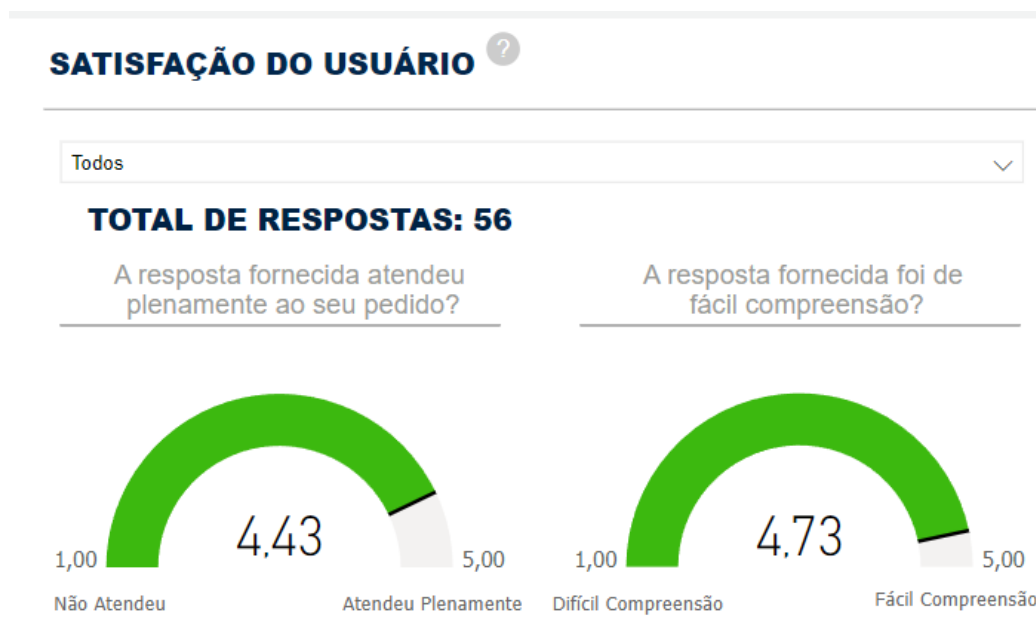 SATISFAÇÃO DO USUÁRIO ?
Todos
TOTAL DE RESPOSTAS: 56
A resposta fornecida atendeu
plenamente ao seu pedido?
A resposta fornecida foi de
fácil compreensão?
4,43
1,00
5,00
Não Atendeu
Atendeu Plenamente
4,73
1,00
5,00
Difícil Compreensão
Fácil Compreensão